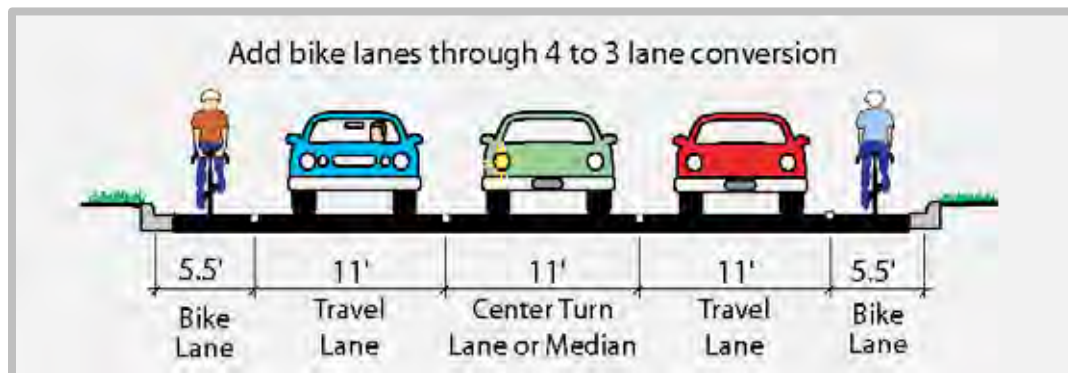 Add bike lanes through 4 to 3 lane conversion
5.5' 11' 11' 11' 5.5'
Bike Lane
Travel Lane
Center Turn Lane or Median
Travel Lane
Bike Lane